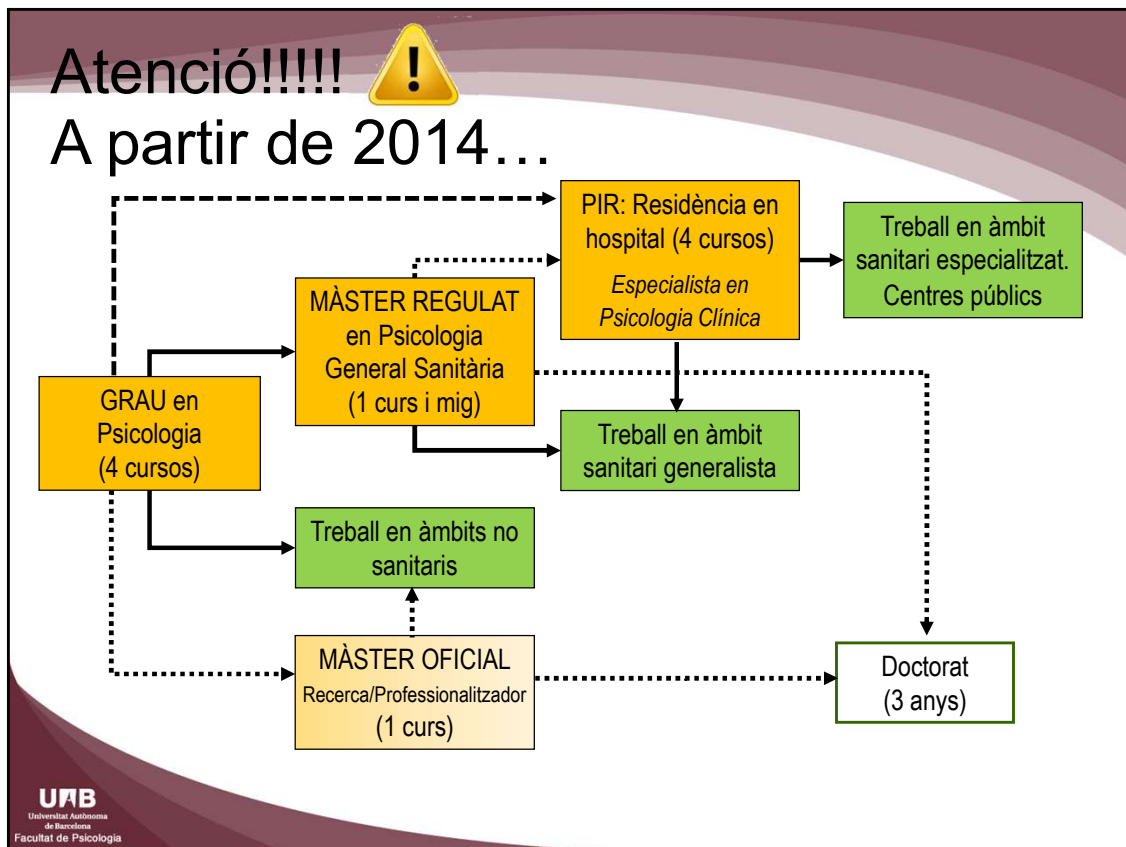 Atenció!!!!!
A partir de 2014…
PIR: Residència en
hospital (4 cursos)
Especialista en
Psicologia Clínica
Treball en àmbit
sanitari especialitzat.
Centres públics
MÀSTER REGULAT
en Psicologia
General Sanitària
(1 curs i mig)
GRAU en
Psicologia
(4 cursos)
Treball en àmbit
sanitari generalista
Treball en àmbits no
sanitaris
MÀSTER OFICIAL
Recerca/Professionalitzador
(1 curs)
Doctorat
(3 anys)
UAB
Universitat Autònoma
de Barcelona
Facultat de Psicologia